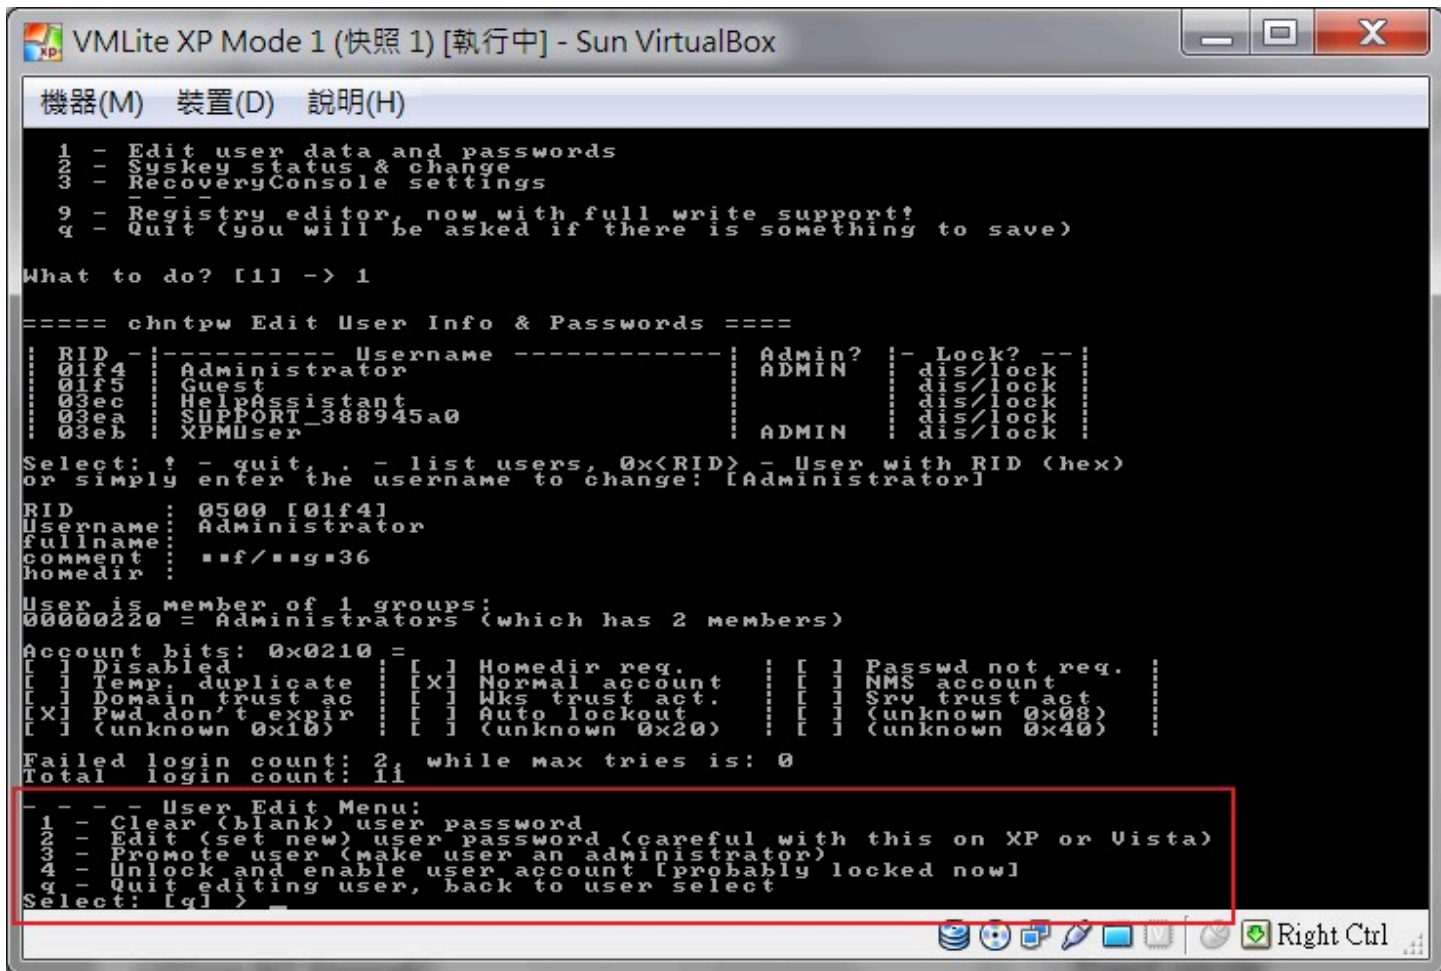 VMLite XP Mode 1 (快照 1) [執行中] - Sun VirtualBox
機器(M) 裝置(D) 說明(H)
1 - Edit user data and passwords
2 - Syskey status & change
3 - RecoveryConsole settings
- - -
9 - Registry editor, now with full write support!
q - Quit (you will be asked if there is something to save)
What to do? [1] -> 1
===== chntpw Edit User Info & Passwords ====
| RID -|---------- Username ------------| Admin? |- Lock? --|
| 01f4 | Administrator | ADMIN | dis/lock |
| 01f5 | Guest | | dis/lock |
| 03ec | HelpAssistant | | dis/lock |
| 03ea | SUPPORT_388945a0 | | dis/lock |
| 03eb | XPMUser | ADMIN | dis/lock |
Select: ! - quit, . - list users, 0x<RID> - User with RID (hex)
or simply enter the username to change: [Administrator]
RID : 0500 [01f4]
Username: Administrator
fullname:
comment : ▪▪f/▪▪g▪36
homedir :
User is member of 1 groups:
00000220 = Administrators (which has 2 members)
Account bits: 0x0210 =
[ ] Disabled | [ ] Homedir req. | [ ] Passwd not req. |
[ ] Temp. duplicate | [X] Normal account | [ ] NMS account |
[ ] Domain trust ac | [ ] Wks trust act. | [ ] Srv trust act |
[X] Pwd don't expir | [ ] Auto lockout | [ ] (unknown 0x08) |
[ ] (unknown 0x10) | [ ] (unknown 0x20) | [ ] (unknown 0x40) |
Failed login count: 2, while max tries is: 0
Total login count: 11
- - - - User Edit Menu:
1 - Clear (blank) user password
2 - Edit (set new) user password (careful with this on XP or Vista)
3 - Promote user (make user an administrator)
4 - Unlock and enable user account [probably locked now]
q - Quit editing user, back to user select
Select: [q] > _
Right Ctrl